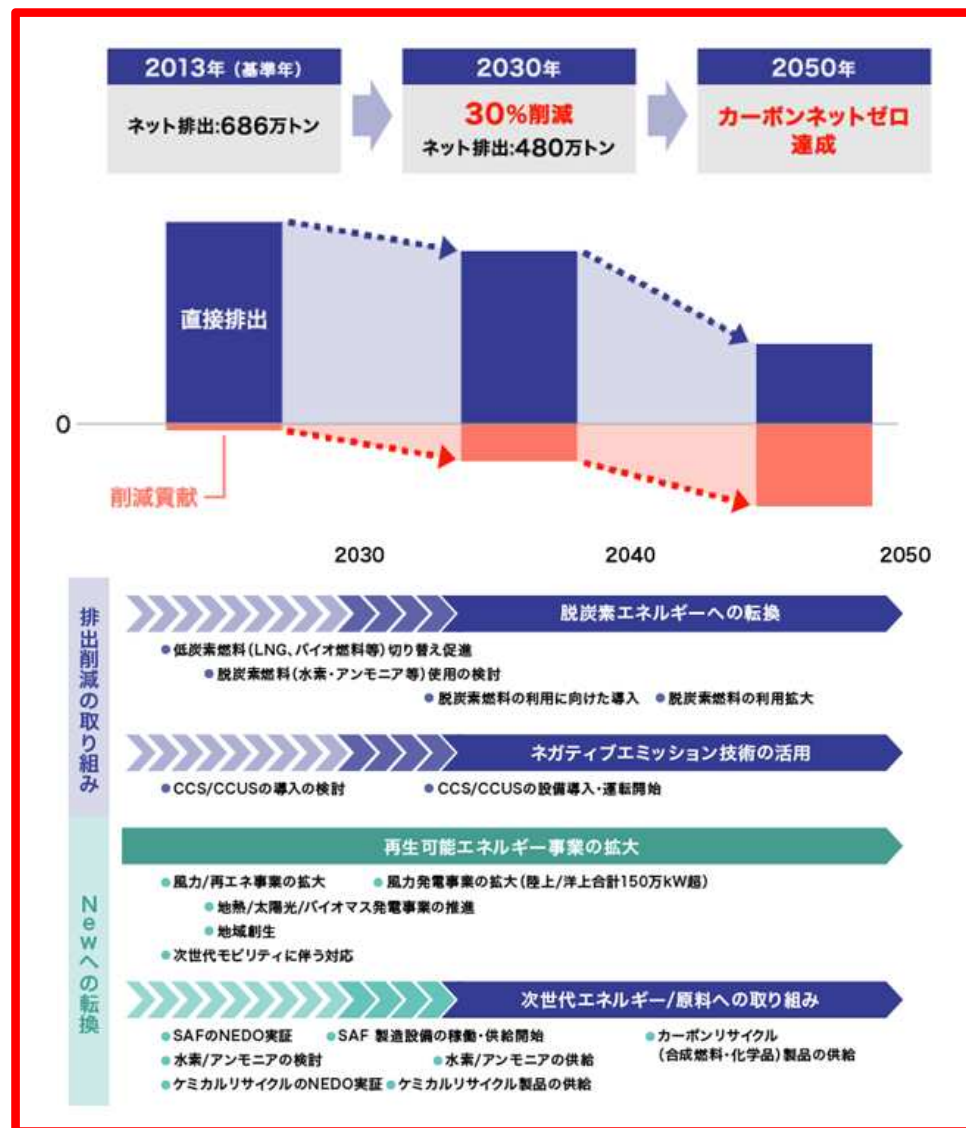 2013年（基準年）
ネット排出:686万トン
2030年
30%削減
ネット排出:480万トン
2050年
カーボンネットゼロ
達成
直接排出
0
削減貢献
2030
2040
2050
排出削減の取り組み
脱炭素エネルギーへの転換
●低炭素燃料(LNG、バイオ燃料等)切り替え促進
●脱炭素燃料(水素・アンモニア等)使用の検討
●脱炭素燃料の利用に向けた導入
●脱炭素燃料の利用拡大
ネガティブエミッション技術の活用
●CCS/CCUSの導入の検討
●CCS/CCUSの設備導入・運転開始
Newへの転換
再生可能エネルギー事業の拡大
●風力/再エネ事業の拡大
●風力発電事業の拡大(陸上/洋上合計150万kW超)
●地熱/太陽光/バイオマス発電事業の推進
●地域創生
●次世代モビリティに伴う対応
次世代エネルギー/原料への取り組み
●SAFのNEDO実証
●SAF 製造設備の稼働・供給開始
●カーボンリサイクル
(合成燃料・化学品)製品の供給
●水素/アンモニアの検討
●水素/アンモニアの供給
●ケミカルリサイクルのNEDO実証
●ケミカルリサイクル製品の供給